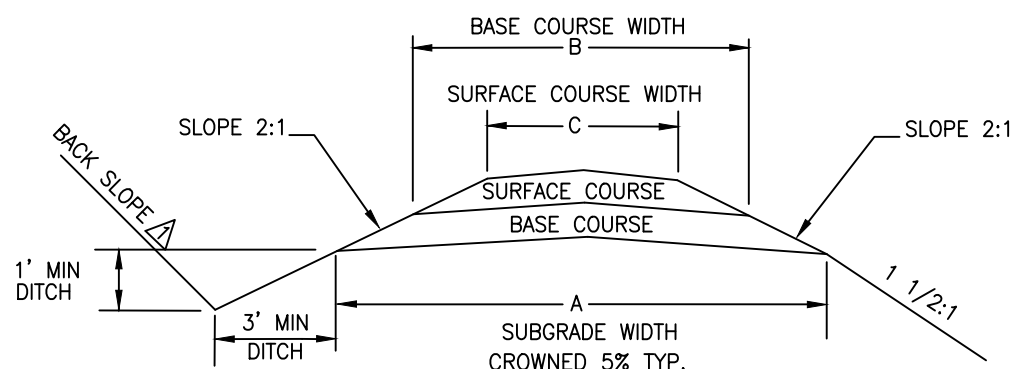 BASE COURSE WIDTH
B
SURFACE COURSE WIDTH
C
SLOPE 2:1
SLOPE 2:1
BACK SLOPE 1
SURFACE COURSE
BASE COURSE
1' MIN
DITCH
3' MIN
DITCH
A
SUBGRADE WIDTH
CROWNED 5% TYP.
1 1/2:1